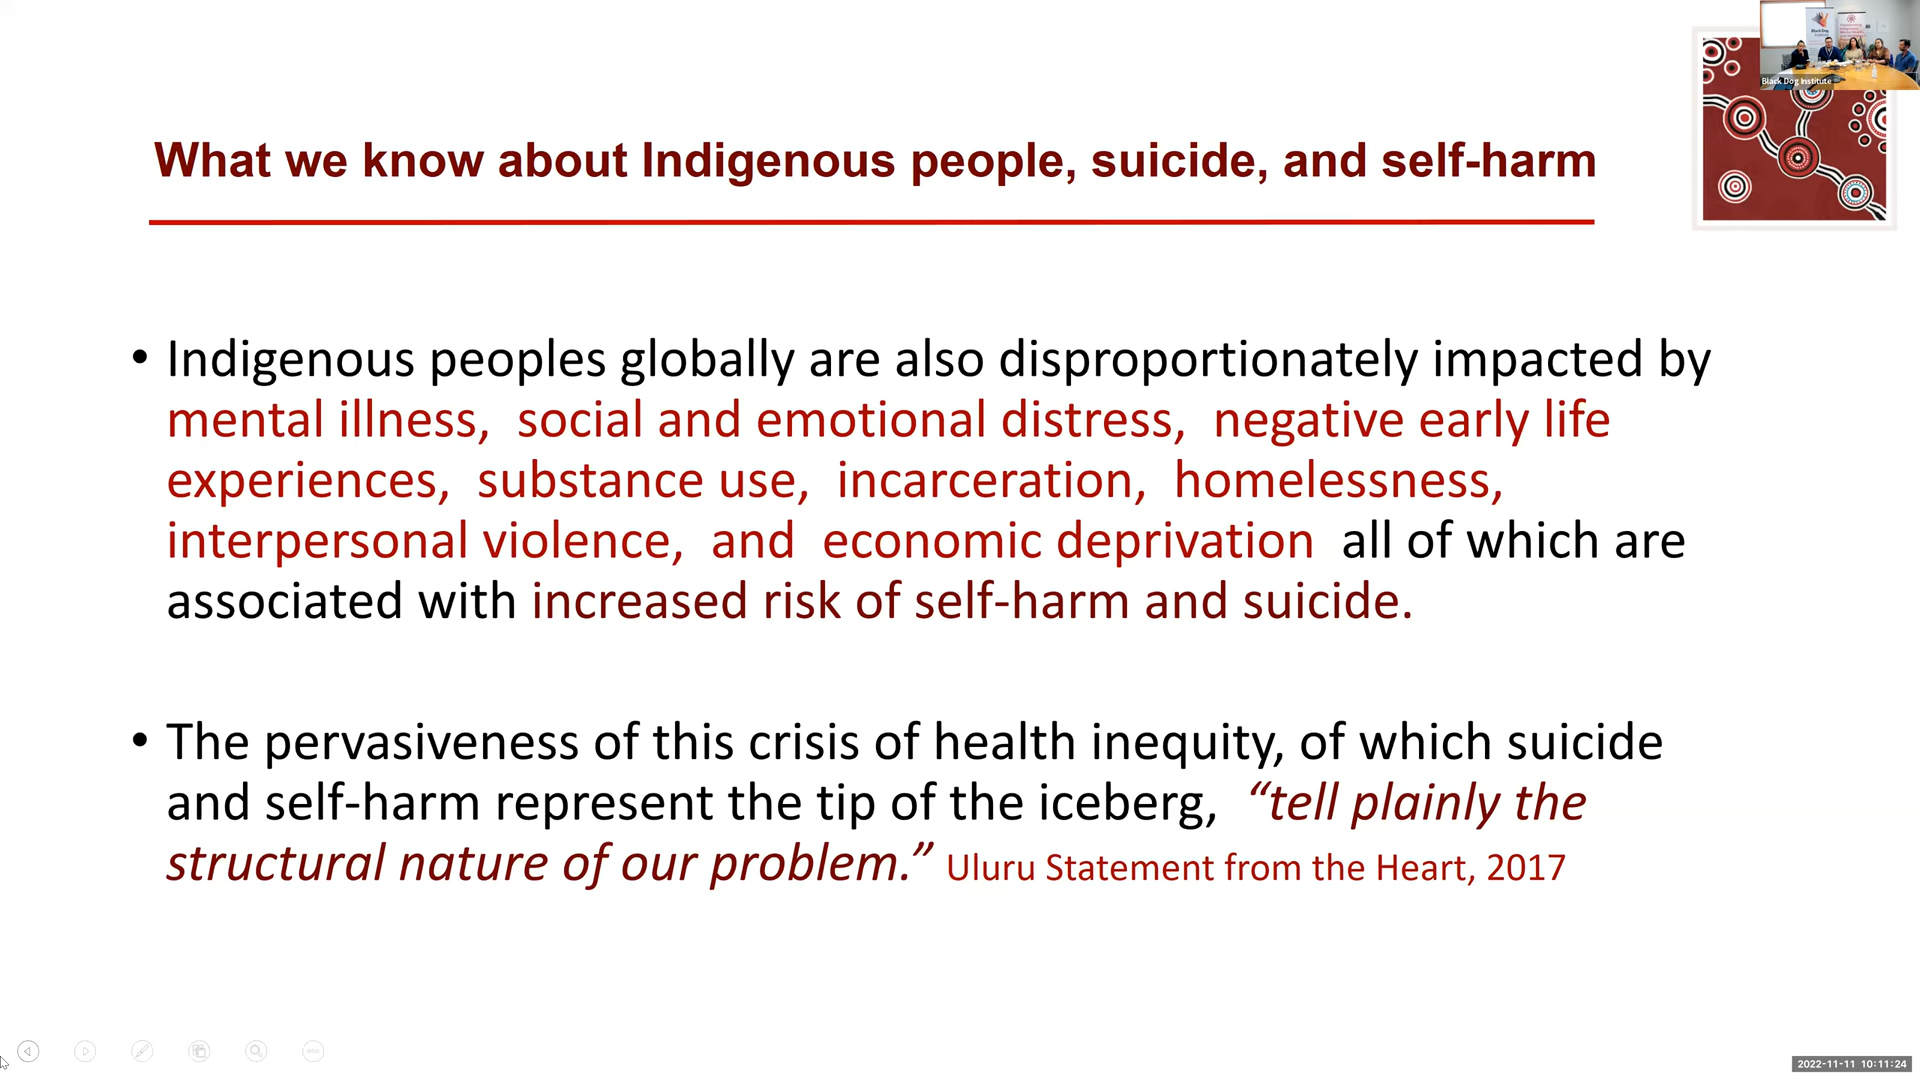 What we know about Indigenous people, suicide, and self-harm
Black Dog Institute
• Indigenous peoples globally are also disproportionately impacted by
mental illness, social and emotional distress, negative early life
experiences, substance use, incarceration, homelessness,
interpersonal violence, and economic deprivation all of which are
associated with increased risk of self-harm and suicide.
• The pervasiveness of this crisis of health inequity, of which suicide
and self-harm represent the tip of the iceberg, “tell plainly the
structural nature of our problem.” Uluru Statement from the Heart, 2017
2022-11-11 10:11:24